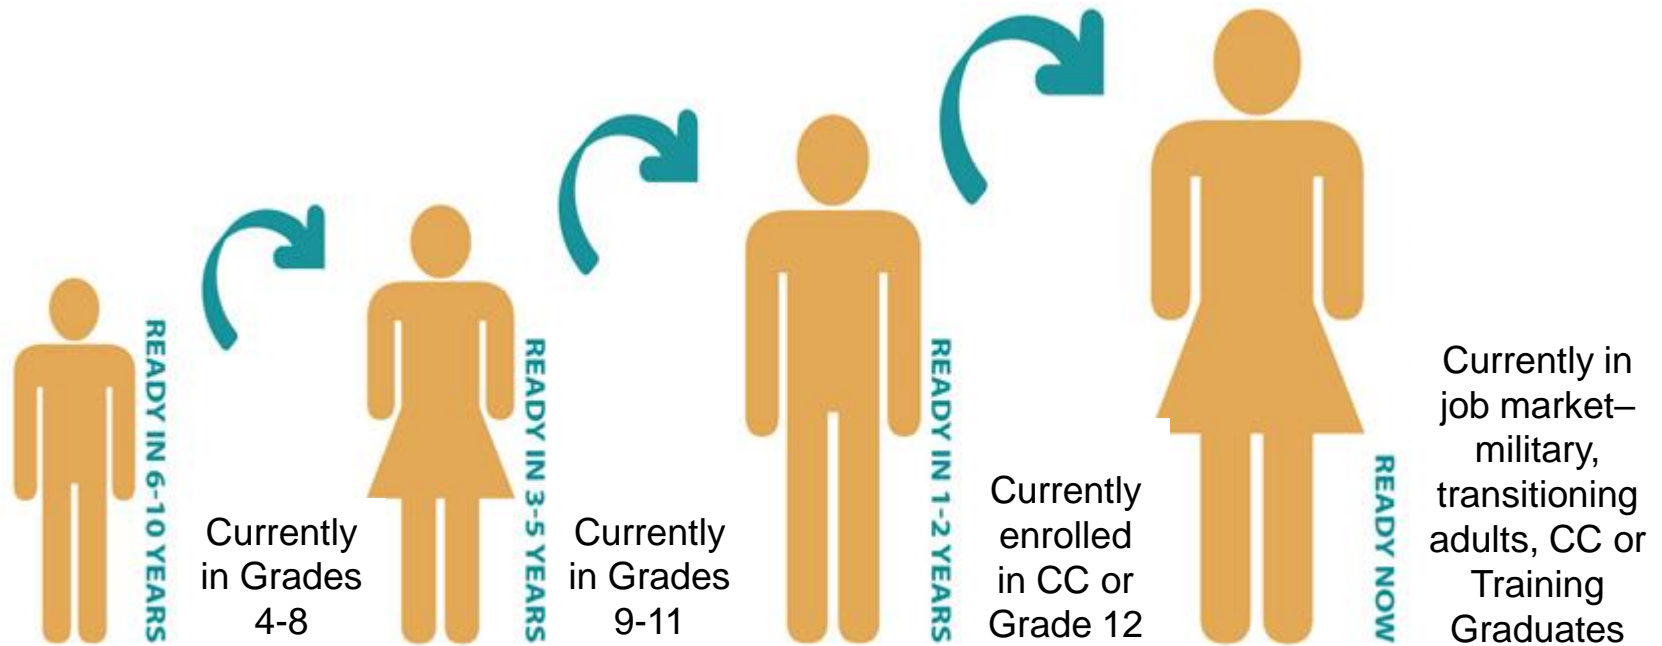 READY IN 6-10 YEARS
Currently
in Grades
4-8
READY IN 3-5 YEARS
Currently
in Grades
9-11
READY IN 1-2 YEARS
Currently
enrolled
in CC or
Grade 12
READY NOW
Currently in
job market–
military,
transitioning
adults, CC or
Training
Graduates